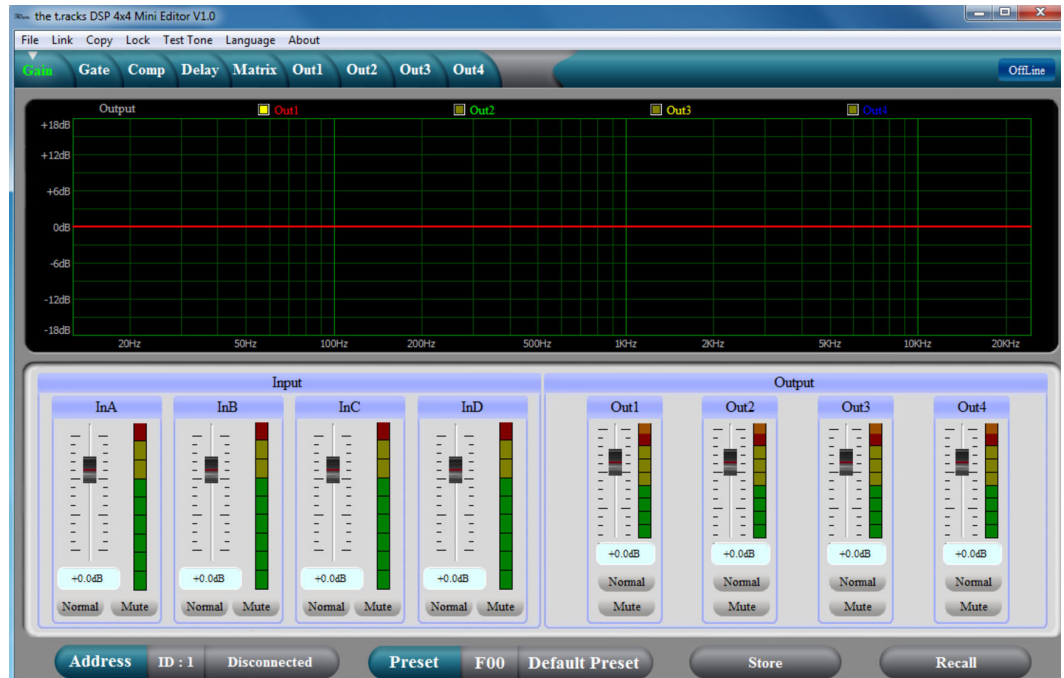 the t.racks DSP 4x4 Mini Editor V1.0
File Link Copy Lock Test Tone Language About
Gain Gate Comp Delay Matrix Out1 Out2 Out3 Out4 OffLine
Output Out1 Out2 Out3 Out4
+18dB
+12dB
+6dB
0dB
-6dB
-12dB
-18dB
20Hz 50Hz 100Hz 200Hz 500Hz 1KHz 2KHz 5KHz 10KHz 20KHz
Input Output
InA InB InC InD Out1 Out2 Out3 Out4
+0.0dB +0.0dB +0.0dB +0.0dB +0.0dB +0.0dB +0.0dB +0.0dB
Normal Mute Normal Mute Normal Mute Normal Mute Normal Normal Normal Normal
Mute Mute Mute Mute
Address ID : 1 Disconnected Preset F00 Default Preset Store Recall